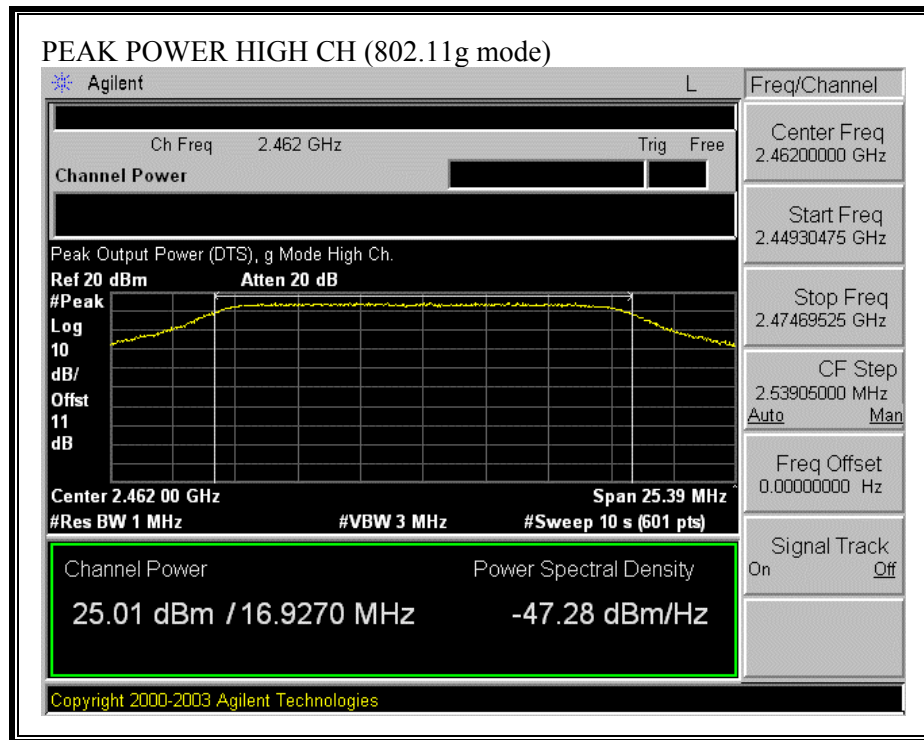 PEAK POWER HIGH CH (802.11g mode)
Agilent L Freq/Channel
Ch Freq 2.462 GHz Trig Free
Channel Power
Peak Output Power (DTS), g Mode High Ch.
Ref 20 dBm Atten 20 dB
#Peak
Log
10
dB/
Offst
11
dB
Center 2.462 00 GHz Span 25.39 MHz
#Res BW 1 MHz #VBW 3 MHz #Sweep 10 s (601 pts)
Channel Power Power Spectral Density
25.01 dBm / 16.9270 MHz -47.28 dBm/Hz
Copyright 2000-2003 Agilent Technologies
Center Freq
2.46200000 GHz
Start Freq
2.44930475 GHz
Stop Freq
2.47469525 GHz
CF Step
2.53905000 MHz
Auto Man
Freq Offset
0.00000000 Hz
Signal Track
On Off